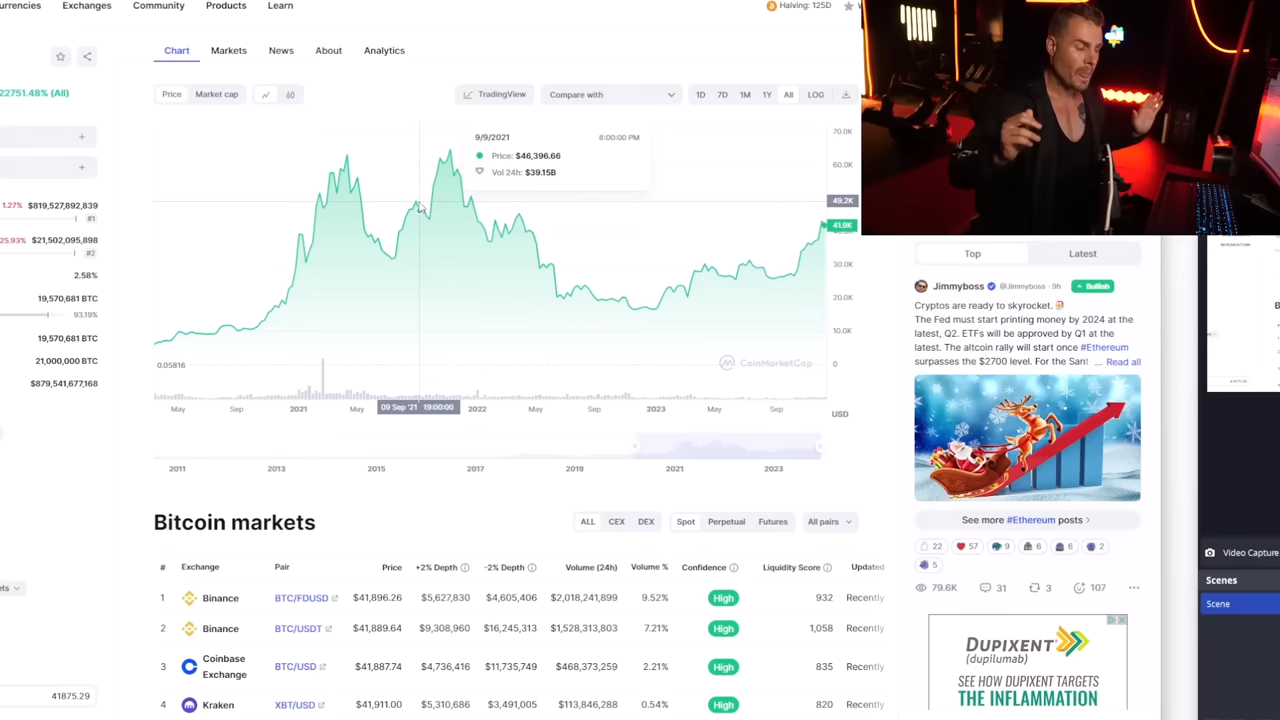 urrencies Exchanges Community Products Learn
Halving: 125D
Chart Markets News About Analytics
22751.48% (All)
Price Market cap
TradingView
Compare with
1D 7D 1M 1Y All LOG
9/9/2021 8:00:00 PM
Price: $46,396.66
Vol 24h: $39.15B
70.0K
60.0K
49.2K
41.9K
30.0K
20.0K
10.0K
0
0.05816
CoinMarketCap
May Sep 2021 May 09 Sep '21 19:00:00 2022 May Sep 2023 May Sep
USD
2011 2013 2015 2017 2019 2021 2023
1.27% $819,527,892,839
#1
25.93% $21,502,095,898
#2
2.58%
19,570,681 BTC
93.19%
19,570,681 BTC
21,000,000 BTC
$879,541,677,168
ets
41875.29
Bitcoin markets
ALL CEX DEX
Spot Perpetual Futures
All pairs
# Exchange Pair Price +2% Depth -2% Depth Volume (24h) Volume % Confidence Liquidity Score Updated
1 Binance BTC/FDUSD $41,896.26 $5,627,830 $4,605,406 $2,018,241,899 9.52% High 932 Recently
2 Binance BTC/USDT $41,889.64 $9,308,960 $16,245,313 $1,528,313,803 7.21% High 1,058 Recently
3 Coinbase Exchange BTC/USD $41,887.74 $4,736,416 $11,735,749 $468,373,259 2.21% High 835 Recently
4 Kraken XBT/USD $41,911.00 $5,310,686 $3,491,005 $113,846,288 0.54% High 820 Recently
Top Latest
Jimmyboss @Jimmyboss · 9h Bullish
Cryptos are ready to skyrocket.
The Fed must start printing money by 2024 at the
latest, Q2. ETFs will be approved by Q1 at the
latest. The altcoin rally will start once #Ethereum
surpasses the $2700 level. For the Sant ... Read all
See more #Ethereum posts
22 57 9 6 6 2
5
79.6K 31 3 107
DUPIXENT
(dupilumab)
SEE HOW DUPIXENT TARGETS
THE INFLAMMATION
Video Capture
Scenes
Scene